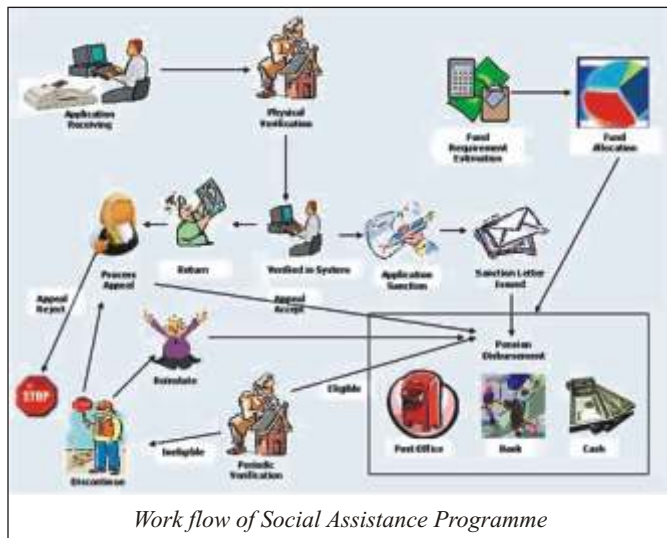 Application
Receiving
Physical
Verification
Fund
Requirement
Estimation
Fund
Allocation
Process
Appeal
Return
Verified in System
Application
Sanction
Sanction Letter
Issued
Appeal
Reject
Appeal
Accept
Pension
Disbursement
STOP
Reinstate
Eligible
Post Office
Bank
Cash
Discontinue
Ineligible
Periodic
Verification
Work flow of Social Assistance Programme